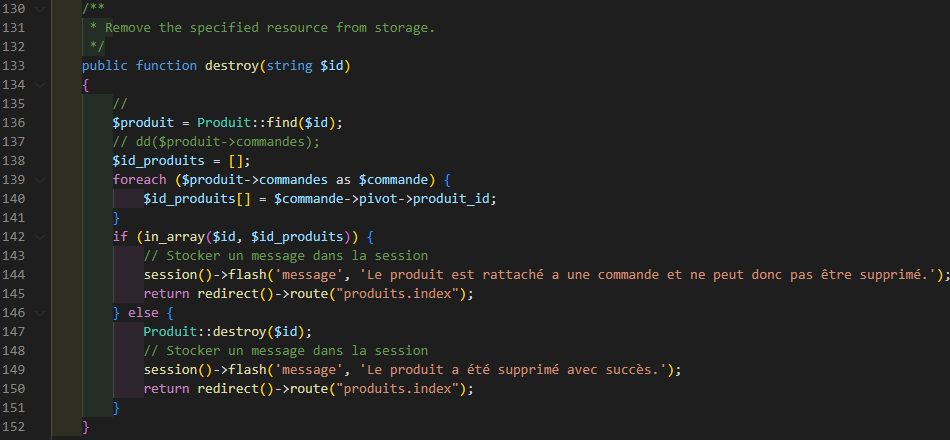 130 /**
131 * Remove the specified resource from storage.
132 */
133 public function destroy(string $id)
134 {
135 //
136 $produit = Produit::find($id);
137 // dd($produit->commandes);
138 $id_produits = [];
139 foreach ($produit->commandes as $commande) {
140 $id_produits[] = $commande->pivot->produit_id;
141 }
142 if (in_array($id, $id_produits)) {
143 // Stocker un message dans la session
144 session()->flash('message', 'Le produit est rattaché a une commande et ne peut donc pas être supprimé.');
145 return redirect()->route("produits.index");
146 } else {
147 Produit::destroy($id);
148 // Stocker un message dans la session
149 session()->flash('message', 'Le produit a été supprimé avec succès.');
150 return redirect()->route("produits.index");
151 }
152 }